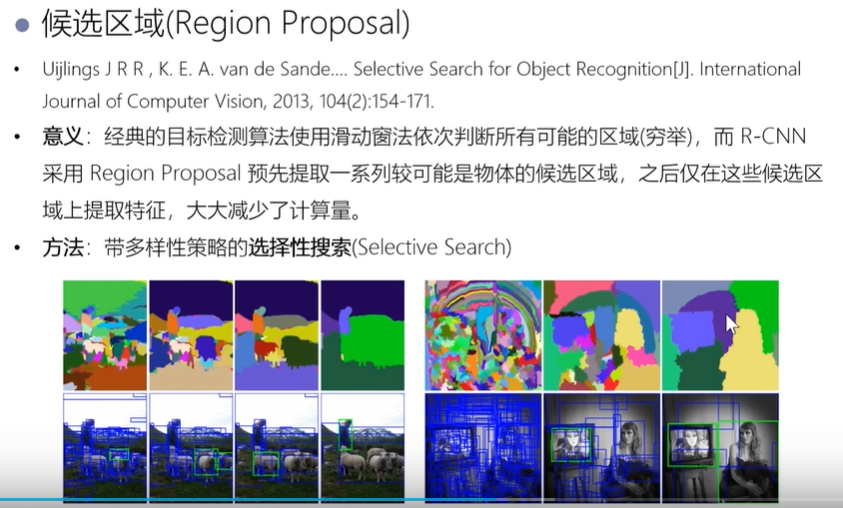 候选区域(Region Proposal)
Uijlings J R R , K. E. A. van de Sande.... Selective Search for Object Recognition[J]. International
Journal of Computer Vision, 2013, 104(2):154-171.
意义：经典的目标检测算法使用滑动窗法依次判断所有可能的区域(穷举)，而 R-CNN
采用 Region Proposal 预先提取一系列较可能是物体的候选区域，之后仅在这些候选区
域上提取特征，大大减少了计算量。
方法：带多样性策略的选择性搜索(Selective Search)